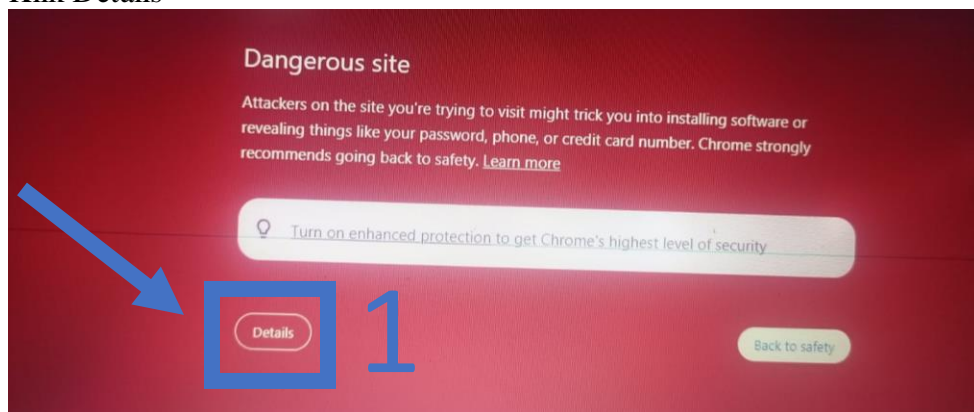 Dangerous site
Attackers on the site you're trying to visit might trick you into installing software or
revealing things like your password, phone, or credit card number. Chrome strongly
recommends going back to safety. Learn more
Turn on enhanced protection to get Chrome's highest level of security
Details
1
Back to safety